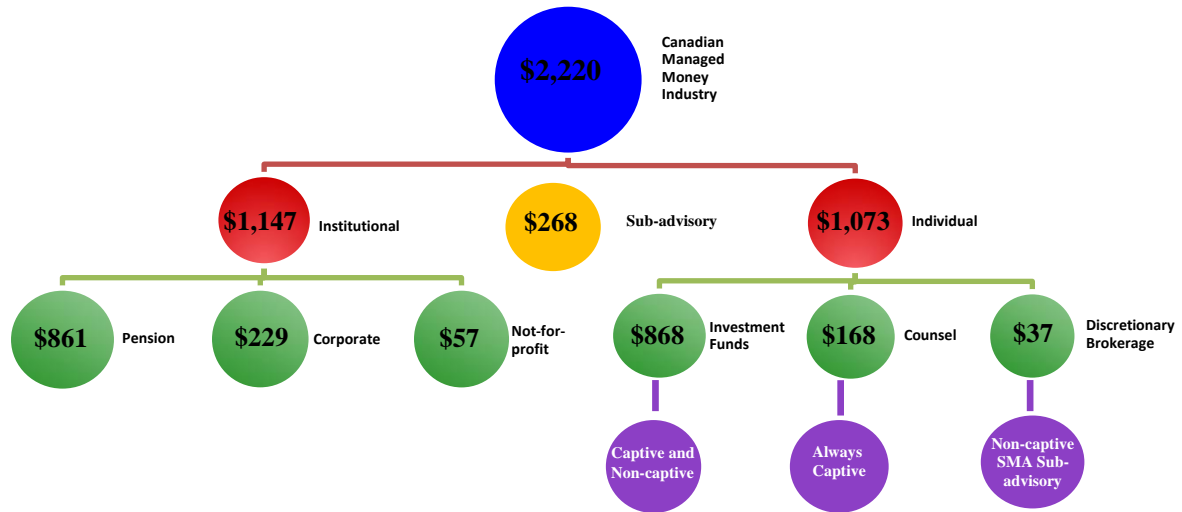 $2,220
Canadian
Managed
Money
Industry
$1,147
Institutional
$268
Sub-advisory
$1,073
Individual
$861
Pension
$229
Corporate
$57
Not-for-
profit
$868
Investment
Funds
$168
Counsel
$37
Discretionary
Brokerage
Captive and
Non-captive
Always
Captive
Non-captive
SMA Sub-
advisory